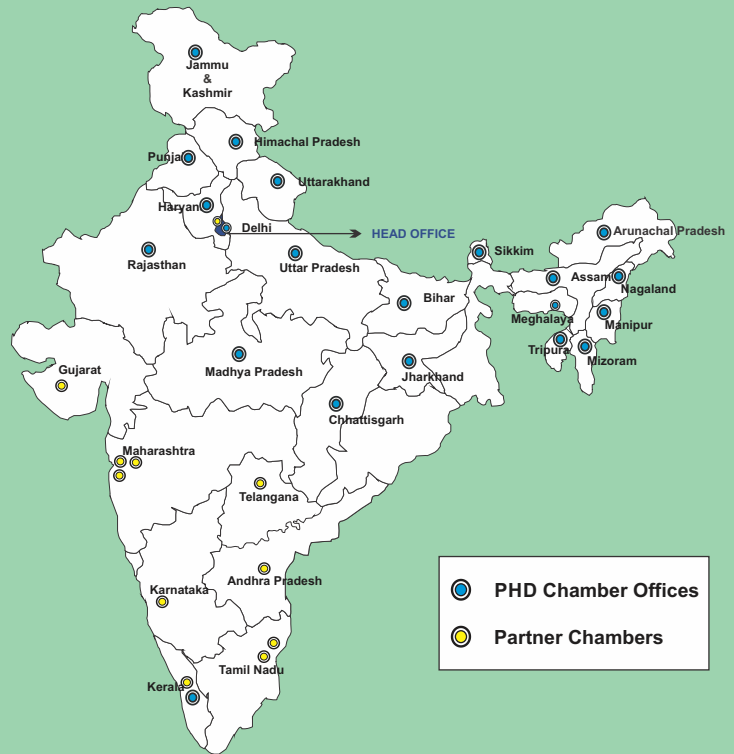 Jammu
&
Kashmir
Himachal Pradesh
Punjab
Uttarakhand
Haryan
Delhi
HEAD OFFICE
Rajasthan
Uttar Pradesh
Sikkim
Arunachal Pradesh
Assam
Nagaland
Bihar
Meghalaya
Manipur
Tripura
Mizoram
Gujarat
Madhya Pradesh
Jharkhand
Chhattisgarh
Maharashtra
Telangana
Andhra Pradesh
Karnataka
Tamil Nadu
Kerala
PHD Chamber Offices
Partner Chambers